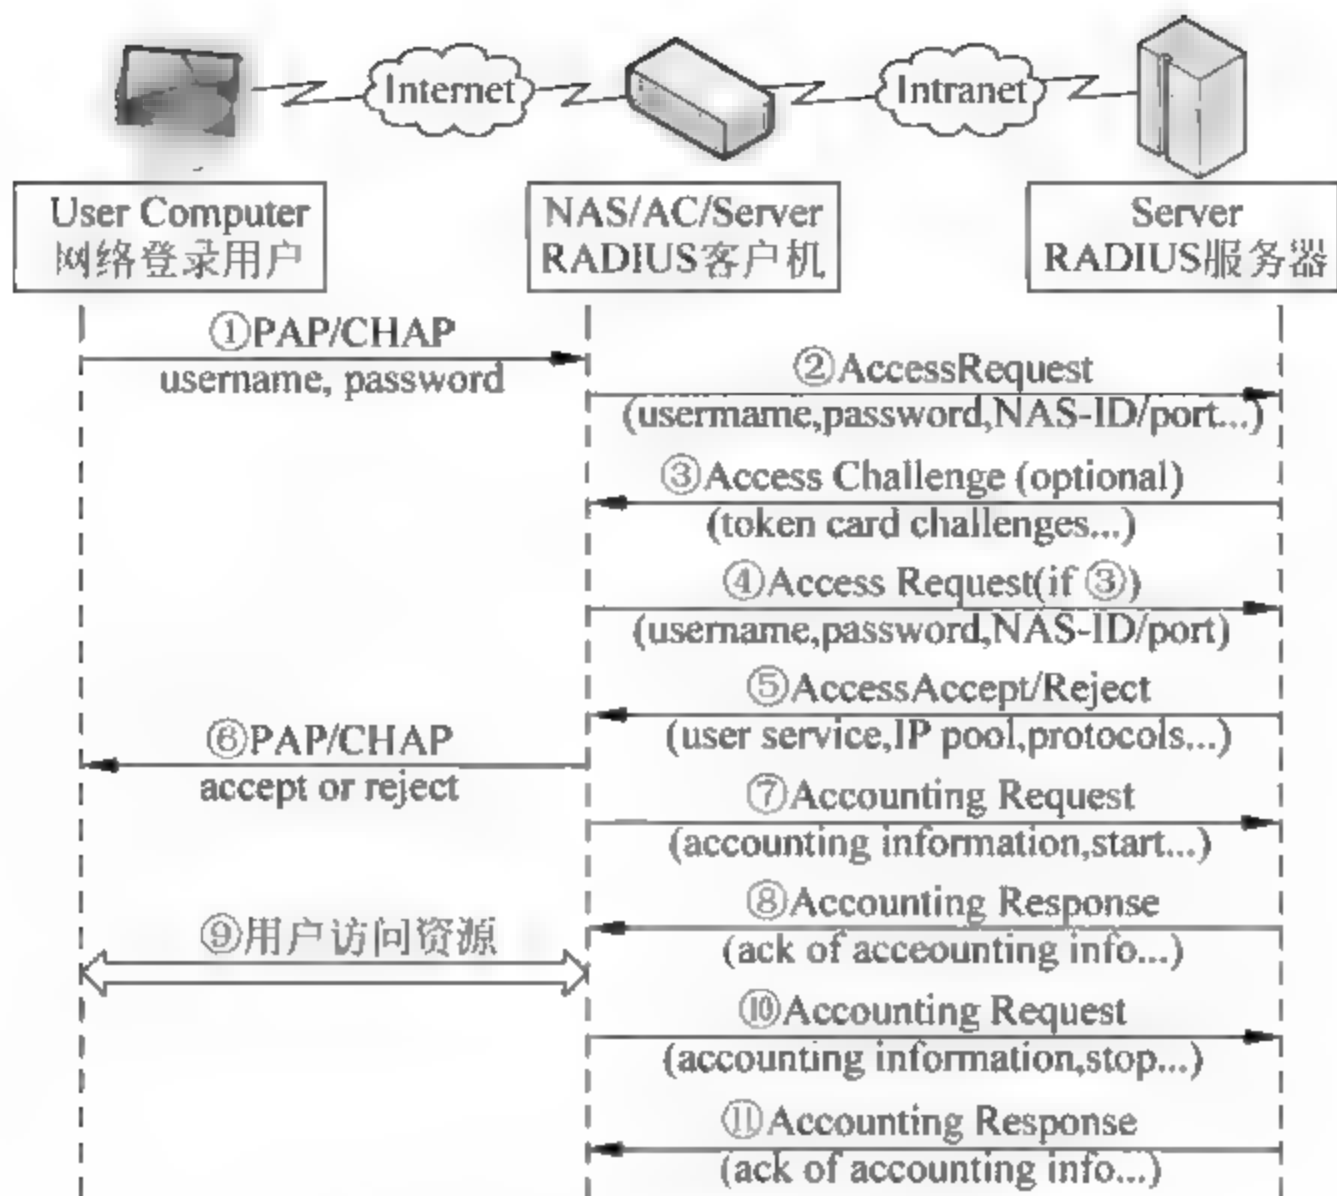 Internet
Intranet
User Computer
网络登录用户
NAS/AC/Server
RADIUS客户机
Server
RADIUS服务器
①PAP/CHAP
username, password
②AccessRequest
(username,password,NAS-ID/port...)
③Access Challenge (optional)
(token card challenges...)
④Access Request(if ③)
(username,password,NAS-ID/port)
⑤AccessAccept/Reject
(user service,IP pool,protocols...)
⑥PAP/CHAP
accept or reject
⑦Accounting Request
(accounting information,start...)
⑧Accounting Response
(ack of acceounting info...)
⑨用户访问资源
⑩Accounting Request
(accounting information,stop...)
⑪Accounting Response
(ack of accounting info...)